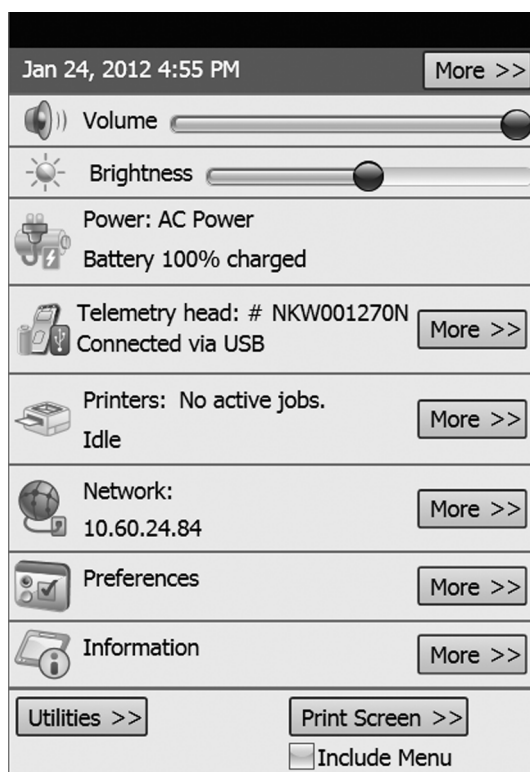 Jan 24, 2012 4:55 PM More >>
Volume
Brightness
Power: AC Power
Battery 100% charged
Telemetry head: # NKW001270N
Connected via USB
More >>
Printers: No active jobs.
Idle
More >>
Network:
10.60.24.84
More >>
Preferences More >>
Information More >>
Utilities >> Print Screen >>
Include Menu